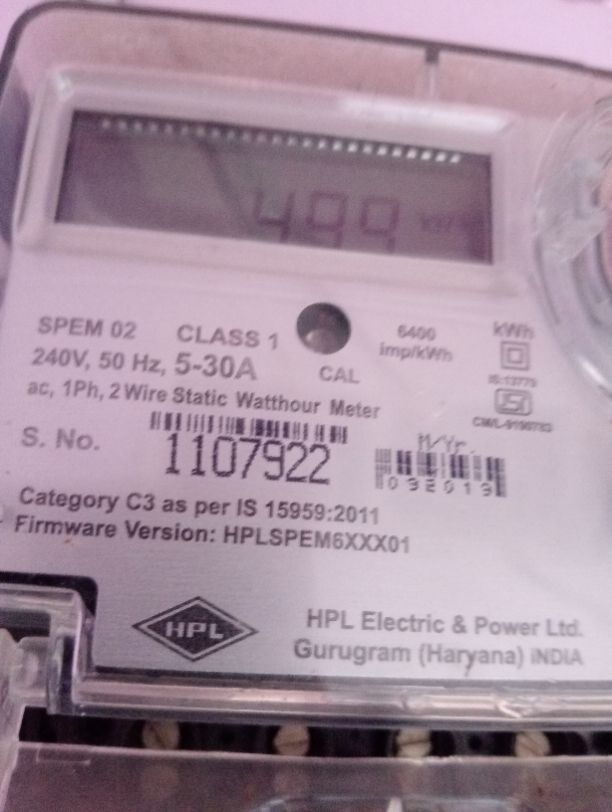 499
SPEM 02 CLASS 1 6400 kWh
240V, 50 Hz, 5-30A CAL imp/kWh
ac, 1Ph, 2 Wire Static Watthour Meter
S. No. 1107922 M/Yr.
092019
Category C3 as per IS 15959:2011
Firmware Version: HPLSPEM6XXX01
HPL HPL Electric & Power Ltd.
Gurugram (Haryana) INDIA